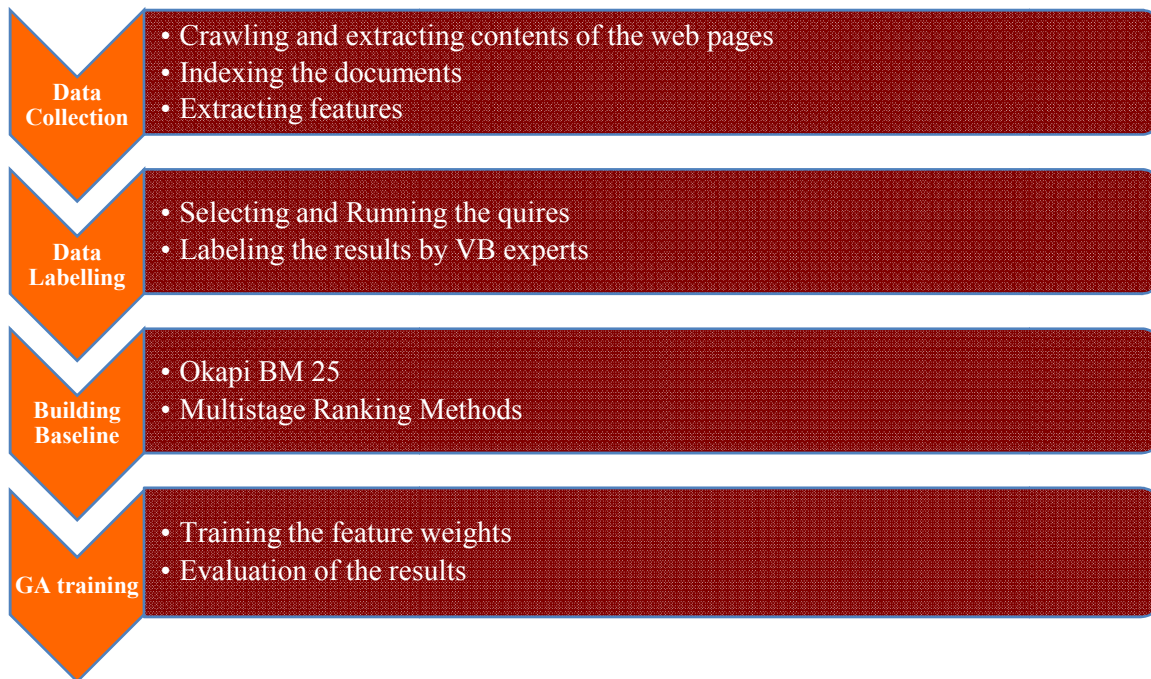 Data
Collection
• Crawling and extracting contents of the web pages
• Indexing the documents
• Extracting features
Data
Labelling
• Selecting and Running the quires
• Labeling the results by VB experts
Building
Baseline
• Okapi BM 25
• Multistage Ranking Methods
GA training
• Training the feature weights
• Evaluation of the results